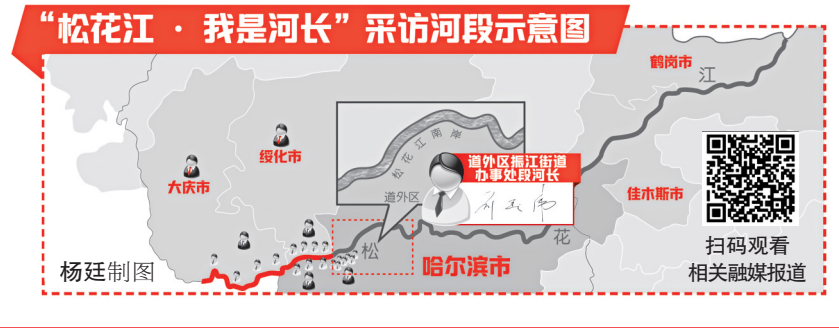 “松花江 · 我是河长”采访河段示意图
鹤岗市
江
绥化市
大庆市
松花江南岸
道外区
道外区振江街道
办事处段河长
佳木斯市
松
花
哈尔滨市
杨廷制图
扫码观看
相关融媒报道